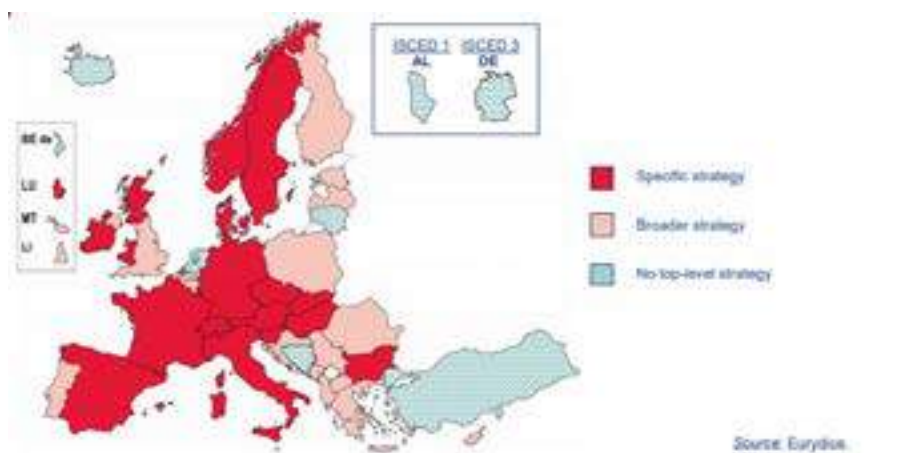 ISCED 1 ISCED 3
AL DE
BE de
LU
MT
LI
Specific strategy
Broader strategy
No top-level strategy
Source: Eurydice.